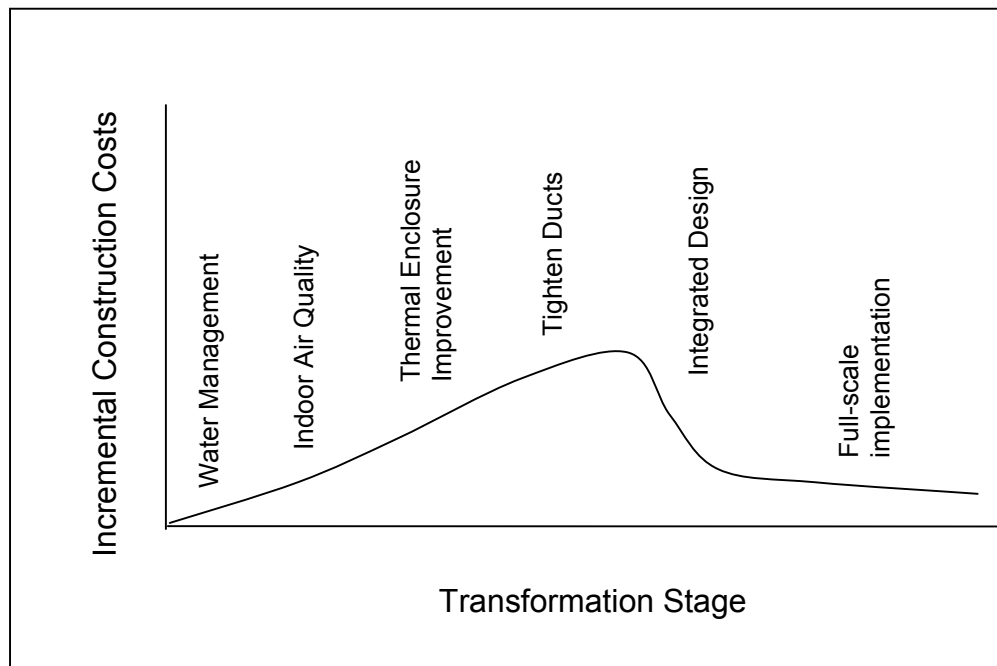 Incremental Construction Costs
Water Management
Indoor Air Quality
Thermal Enclosure
Improvement
Tighten Ducts
Integrated Design
Full-scale
implementation
Transformation Stage